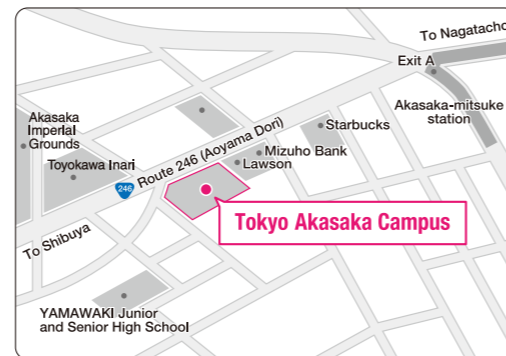 To Nagatacho
Exit A
Akasaka-mitsuke
station
Akasaka
Imperial
Grounds
Toyokawa Inari
Starbucks
Mizuho Bank
Lawson
Route 246 (Aoyama Dori)
246
Tokyo Akasaka Campus
To Shibuya
YAMAWAKI Junior
and Senior High School